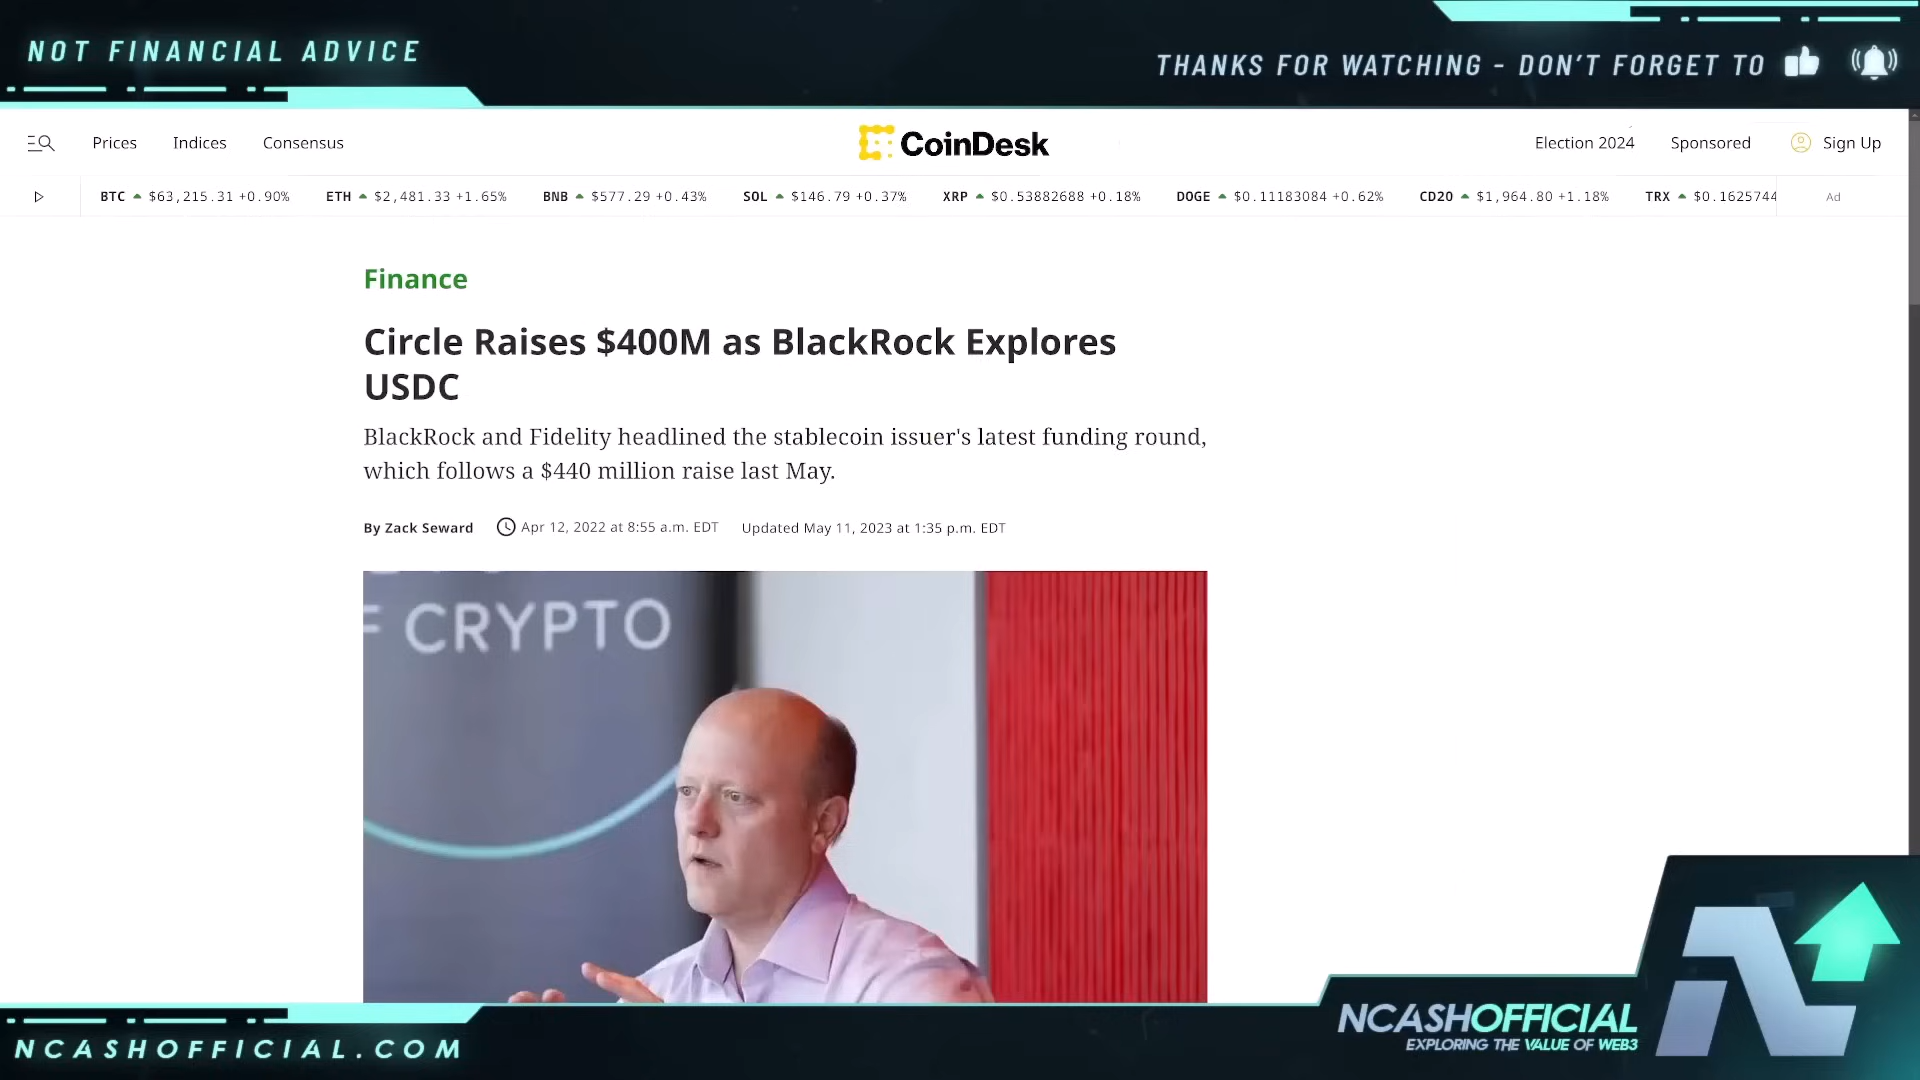 NOT FINANCIAL ADVICE
THANKS FOR WATCHING - DON'T FORGET TO
Prices Indices Consensus CoinDesk Election 2024 Sponsored Sign Up
BTC $63,215.31 +0.90% ETH $2,481.33 +1.65% BNB $577.29 +0.43% SOL $146.79 +0.37% XRP $0.53882688 +0.18% DOGE $0.11183084 +0.62% CD20 $1,964.80 +1.18% TRX $0.1625744 Ad
Finance
Circle Raises $400M as BlackRock Explores
USDC
BlackRock and Fidelity headlined the stablecoin issuer's latest funding round,
which follows a $440 million raise last May.
By Zack Seward Apr 12, 2022 at 8:55 a.m. EDT Updated May 11, 2023 at 1:35 p.m. EDT
F CRYPTO
NCASHOFFICIAL
EXPLORING THE VALUE OF WEB3
NCASHOFFICIAL.COM